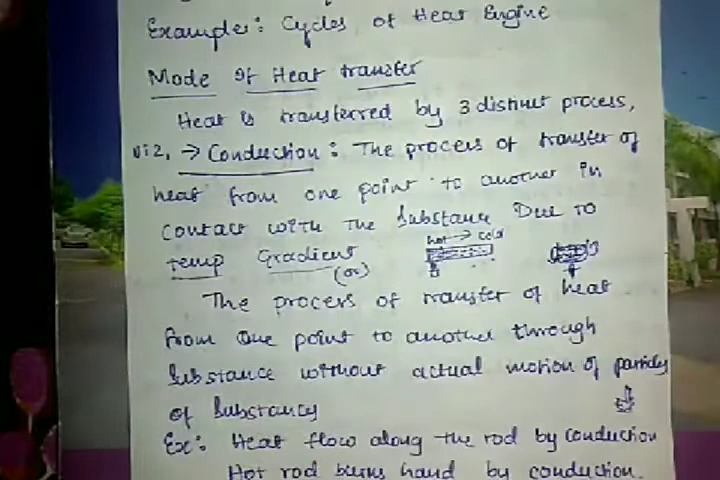 Example: Cycles of Heat Engine
Mode of Heat transfer
Heat is transferred by 3 distinct process,
viz, → Conduction: The process of transfer of
heat from one point to another in
contact with the substance Due to
hot → cold
temp Gradient
(or)
The process of transfer of heat
from one point to another through
substance without actual motion of particles
of substances
Ex: Heat flow along the rod by conduction
Hot rod burns hand by conduction.